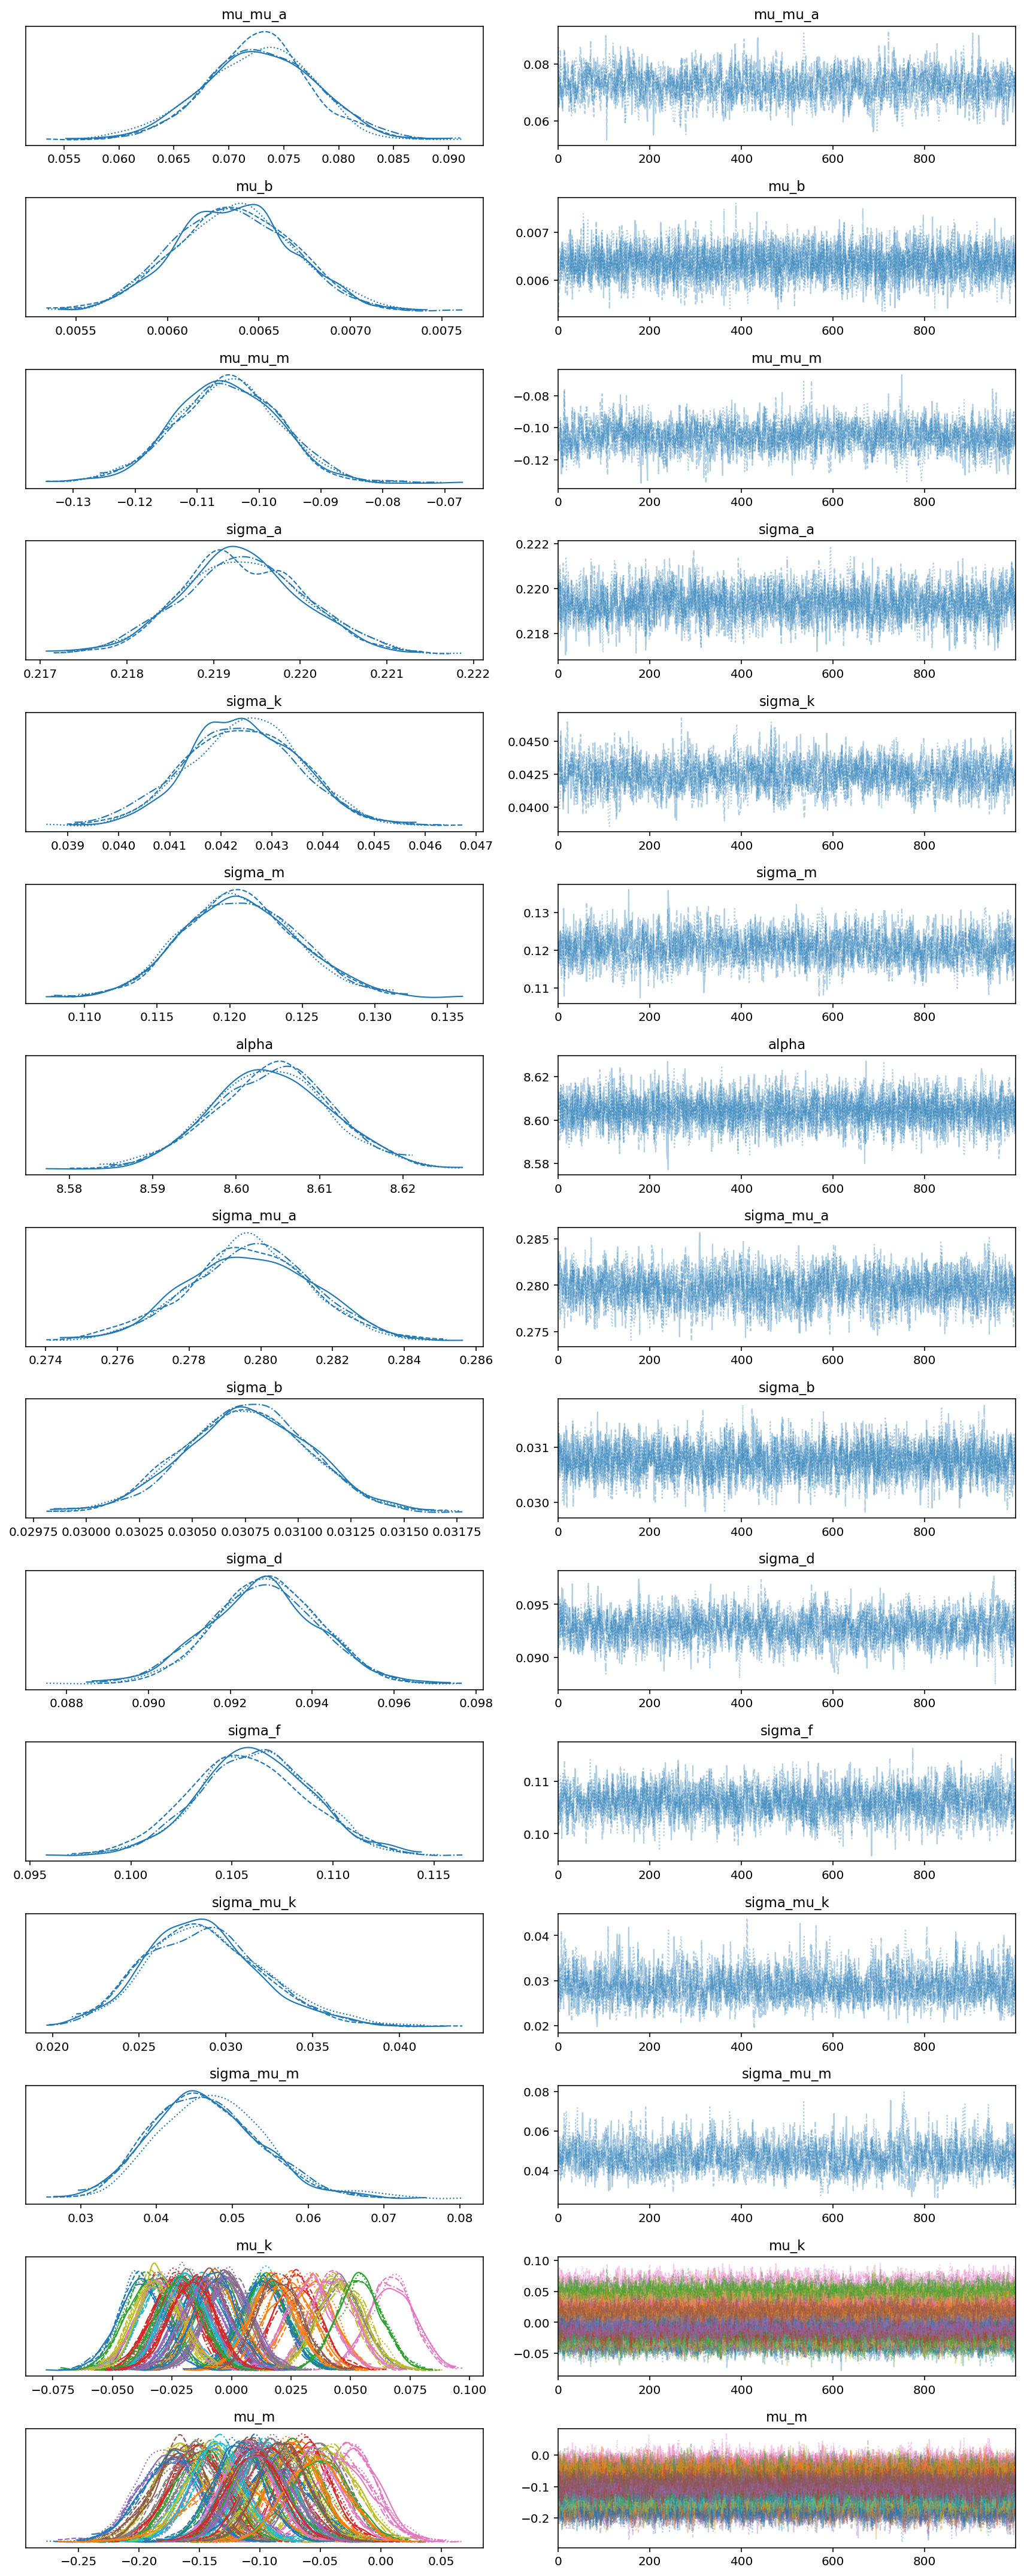 mu_mu_a mu_mu_a
0.08
0.06
0.055 0.060 0.065 0.070 0.075 0.080 0.085 0.090 0 200 400 600 800
mu_b mu_b
0.007
0.006
0.0055 0.0060 0.0065 0.0070 0.0075 0 200 400 600 800
mu_mu_m mu_mu_m
−0.08
−0.10
−0.12
−0.13 −0.12 −0.11 −0.10 −0.09 −0.08 −0.07 0 200 400 600 800
sigma_a sigma_a
0.222
0.220
0.218
0.217 0.218 0.219 0.220 0.221 0.222 0 200 400 600 800
sigma_k sigma_k
0.0450
0.0425
0.0400
0.039 0.040 0.041 0.042 0.043 0.044 0.045 0.046 0.047 0 200 400 600 800
sigma_m sigma_m
0.13
0.12
0.11
0.110 0.115 0.120 0.125 0.130 0.135 0 200 400 600 800
alpha alpha
8.62
8.60
8.58
8.58 8.59 8.60 8.61 8.62 0 200 400 600 800
sigma_mu_a sigma_mu_a
0.285
0.280
0.275
0.274 0.276 0.278 0.280 0.282 0.284 0.286 0 200 400 600 800
sigma_b sigma_b
0.031
0.030
0.02975 0.03000 0.03025 0.03050 0.03075 0.03100 0.03125 0.03150 0.03175 0 200 400 600 800
sigma_d sigma_d
0.095
0.090
0.088 0.090 0.092 0.094 0.096 0.098 0 200 400 600 800
sigma_f sigma_f
0.11
0.10
0.095 0.100 0.105 0.110 0.115 0 200 400 600 800
sigma_mu_k sigma_mu_k
0.04
0.03
0.02
0.020 0.025 0.030 0.035 0.040 0 200 400 600 800
sigma_mu_m sigma_mu_m
0.08
0.06
0.04
0.03 0.04 0.05 0.06 0.07 0.08 0 200 400 600 800
mu_k mu_k
0.10
0.05
0.00
−0.05
−0.075 −0.050 −0.025 0.000 0.025 0.050 0.075 0.100 0 200 400 600 800
mu_m mu_m
0.0
−0.1
−0.2
−0.25 −0.20 −0.15 −0.10 −0.05 0.00 0.05 0 200 400 600 800